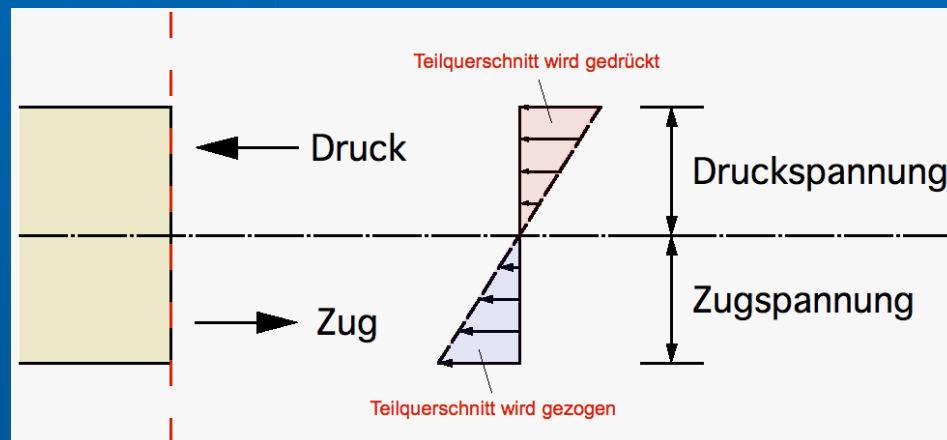 Teilquerschnitt wird gedrückt
Druck
Druckspannung
Zug
Zugspannung
Teilquerschnitt wird gezogen